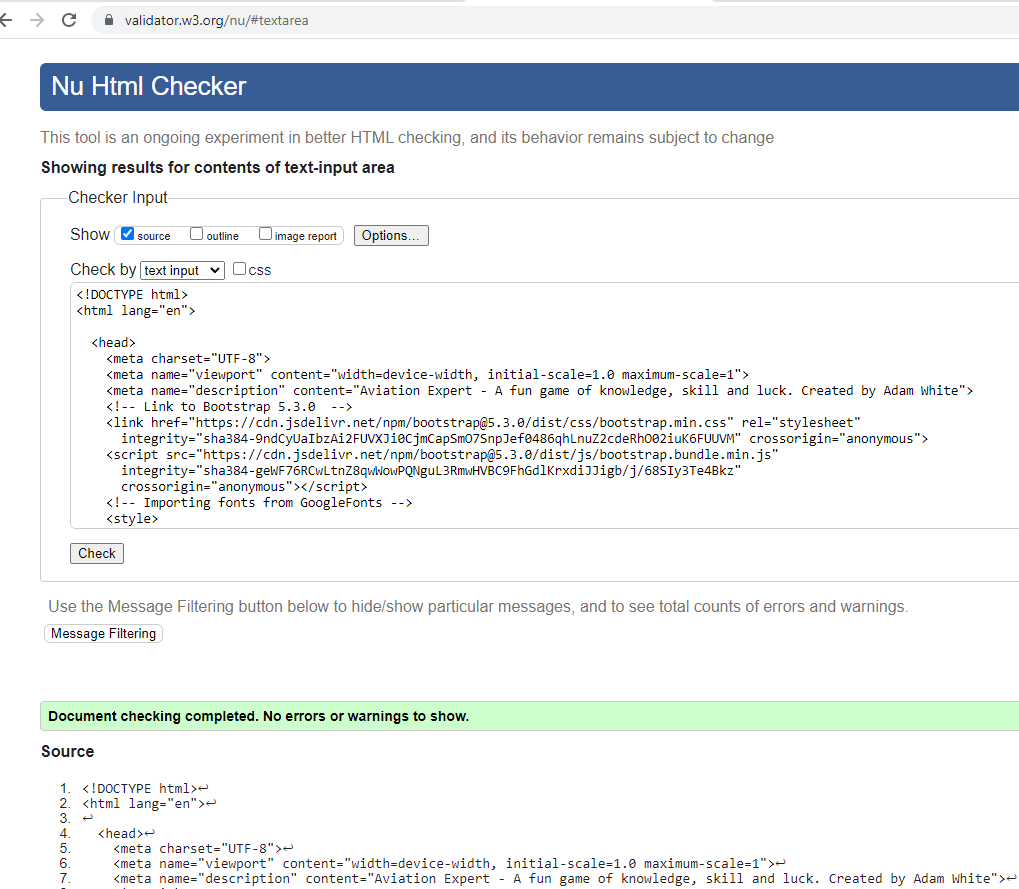 validator.w3.org/nu/#textarea
Nu Html Checker
This tool is an ongoing experiment in better HTML checking, and its behavior remains subject to change
Showing results for contents of text-input area
Checker Input
Show source outline image report Options...
Check by text input css
<!DOCTYPE html>
<html lang="en">
<head>
<meta charset="UTF-8">
<meta name="viewport" content="width=device-width, initial-scale=1.0 maximum-scale=1">
<meta name="description" content="Aviation Expert - A fun game of knowledge, skill and luck. Created by Adam White">
<!-- Link to Bootstrap 5.3.0  -->
<link href="https://cdn.jsdelivr.net/npm/bootstrap@5.3.0/dist/css/bootstrap.min.css" rel="stylesheet"
integrity="sha384-9ndCyUaIbzAi2FUVXJi0CjmCapSmO7SnpJef0486qhLnuZ2cdeRhO02iuK6FUUVM" crossorigin="anonymous">
<script src="https://cdn.jsdelivr.net/npm/bootstrap@5.3.0/dist/js/bootstrap.bundle.min.js"
integrity="sha384-geWF76RCwLtnZ8qwWowPQNguL3RmwHVBC9FhGdlKrxdiJJigb/j/68SIy3Te4Bkz"
crossorigin="anonymous"></script>
<!-- Importing fonts from GoogleFonts -->
<style>
Check
Use the Message Filtering button below to hide/show particular messages, and to see total counts of errors and warnings.
Message Filtering
Document checking completed. No errors or warnings to show.
Source
1. <!DOCTYPE html>↩
2. <html lang="en">↩
3. ↩
4. <head>↩
5. <meta charset="UTF-8">↩
6. <meta name="viewport" content="width=device-width, initial-scale=1.0 maximum-scale=1">↩
7. <meta name="description" content="Aviation Expert - A fun game of knowledge, skill and luck. Created by Adam White">↩